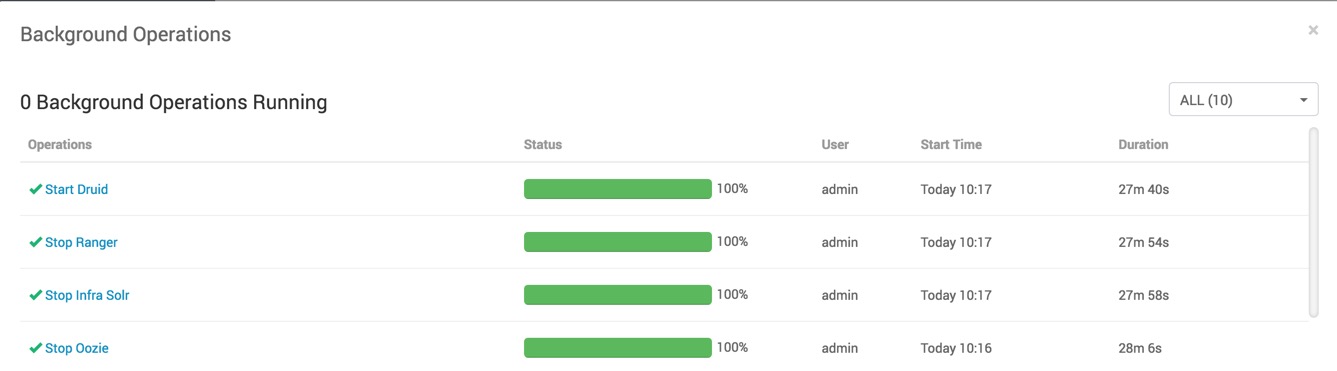 Background Operations ×
0 Background Operations Running ALL (10)
Operations Status User Start Time Duration
Start Druid 100% admin Today 10:17 27m 40s
Stop Ranger 100% admin Today 10:17 27m 54s
Stop Infra Solr 100% admin Today 10:17 27m 58s
Stop Oozie 100% admin Today 10:16 28m 6s